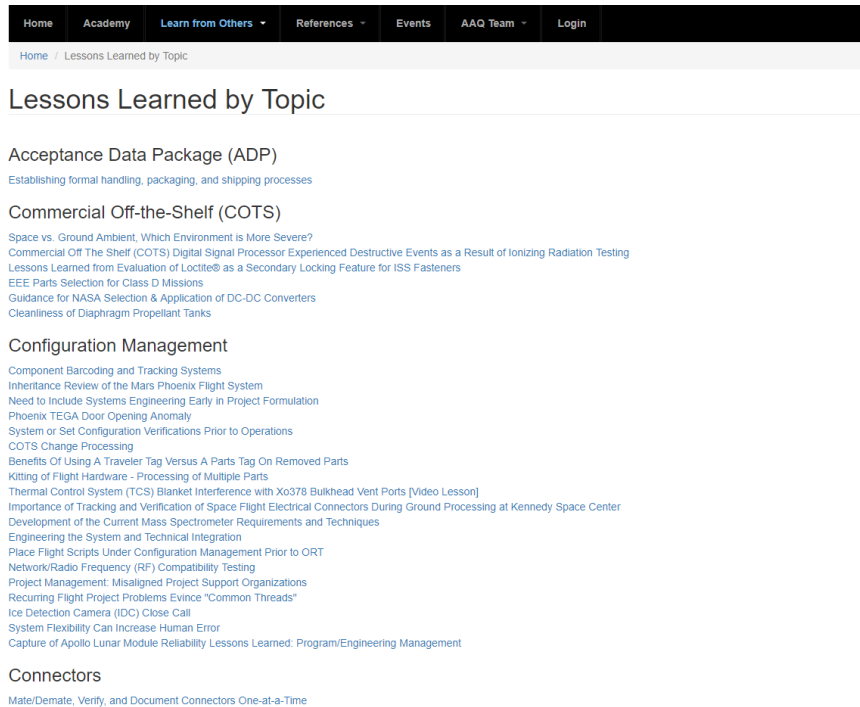 Home Academy Learn from Others References Events AAQ Team Login
Home / Lessons Learned by Topic
Lessons Learned by Topic
Acceptance Data Package (ADP)
Establishing formal handling, packaging, and shipping processes
Commercial Off-the-Shelf (COTS)
Space vs. Ground Ambient, Which Environment is More Severe?
Commercial Off The Shelf (COTS) Digital Signal Processor Experienced Destructive Events as a Result of Ionizing Radiation Testing
Lessons Learned from Evaluation of Loctite® as a Secondary Locking Feature for ISS Fasteners
EEE Parts Selection for Class D Missions
Guidance for NASA Selection & Application of DC-DC Converters
Cleanliness of Diaphragm Propellant Tanks
Configuration Management
Component Barcoding and Tracking Systems
Inheritance Review of the Mars Phoenix Flight System
Need to Include Systems Engineering Early in Project Formulation
Phoenix TEGA Door Opening Anomaly
System or Set Configuration Verifications Prior to Operations
COTS Change Processing
Benefits Of Using A Traveler Tag Versus A Parts Tag On Removed Parts
Kitting of Flight Hardware - Processing of Multiple Parts
Thermal Control System (TCS) Blanket Interference with Xo378 Bulkhead Vent Ports [Video Lesson]
Importance of Tracking and Verification of Space Flight Electrical Connectors During Ground Processing at Kennedy Space Center
Development of the Current Mass Spectrometer Requirements and Techniques
Engineering the System and Technical Integration
Place Flight Scripts Under Configuration Management Prior to ORT
Network/Radio Frequency (RF) Compatibility Testing
Project Management: Misaligned Project Support Organizations
Recurring Flight Project Problems Evince "Common Threads"
Ice Detection Camera (IDC) Close Call
System Flexibility Can Increase Human Error
Capture of Apollo Lunar Module Reliability Lessons Learned: Program/Engineering Management
Connectors
Mate/Demate, Verify, and Document Connectors One-at-a-Time